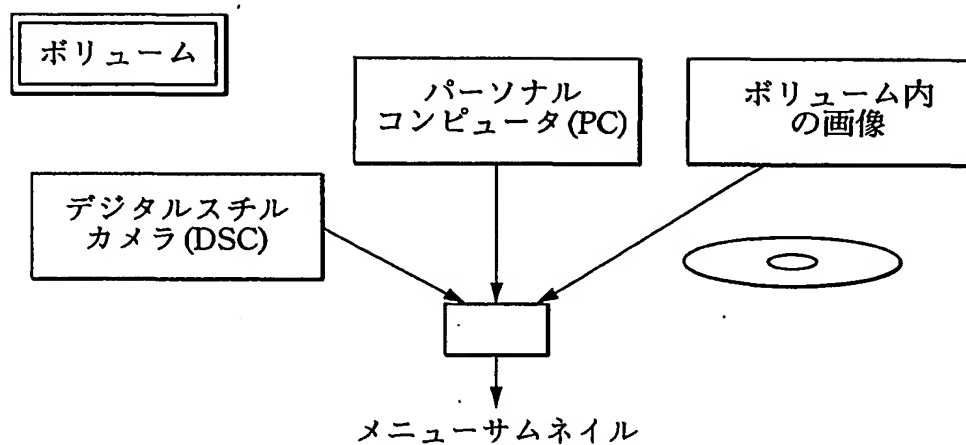 ボリューム
パーソナル
コンピュータ(PC)
ボリューム内
の画像
デジタルスチル
カメラ(DSC)
メニューサムネイル